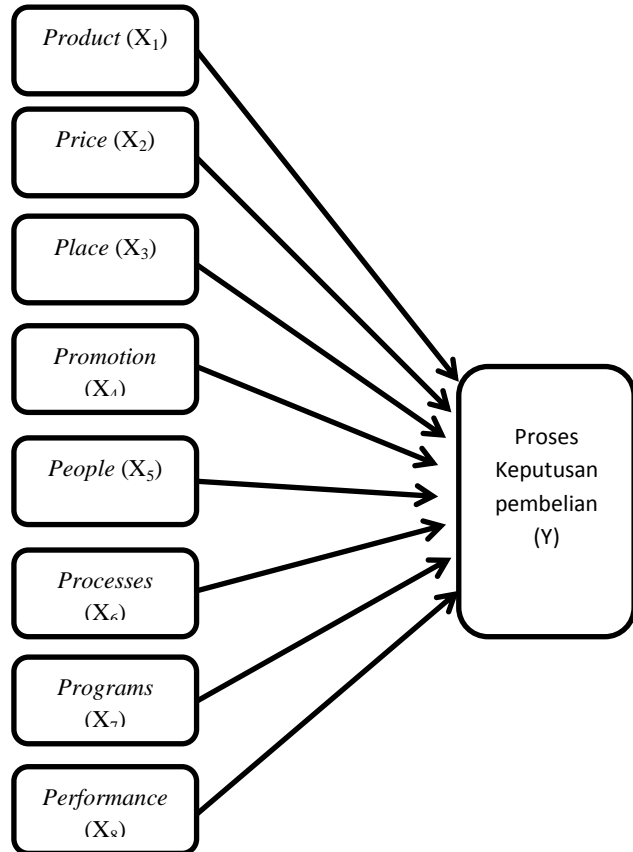 Product (X₁)
Price (X₂)
Place (X₃)
Promotion
(X₄)
People (X₅)
Processes
(X₆)
Programs
(X₇)
Performance
(X₈)
Proses
Keputusan
pembelian
(Y)